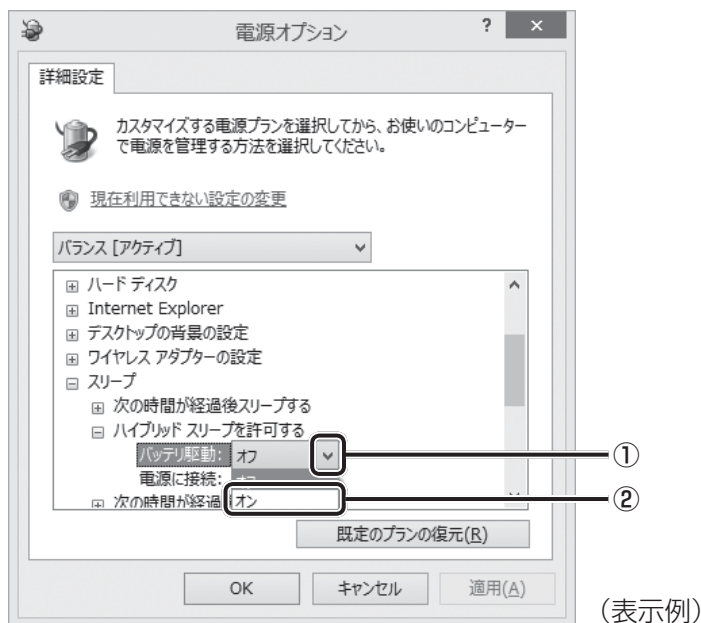 電源オプション
?
×
詳細設定
カスタマイズする電源プランを選択してから、お使いのコンピューター
で電源を管理する方法を選択してください。
現在利用できない設定の変更
バランス [アクティブ]
ハード ディスク
Internet Explorer
デスクトップの背景の設定
ワイヤレス アダプターの設定
スリープ
次の時間が経過後スリープする
ハイブリッド スリープを許可する
バッテリ駆動: オフ
①
電源に接続: オフ
次の時間が経過 オン
②
既定のプランの復元(R)
OK
キャンセル
適用(A)
(表示例)